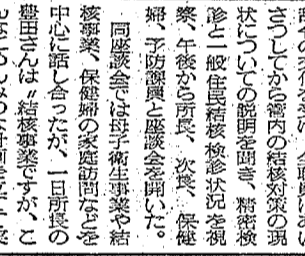 さつしてから管内の結核対策の現
状についての説明を聞き、精密検
診と一般住民結核検診状況を視
察、午後から所長、次長、保健
婦、予防課員と座談会を開いた。
同座談会では母子衛生事業や結
核事業、保健婦の家庭訪問などを
中心に話し合ったが、一日所長の
豊田さんは〝結核事業ですが、こ